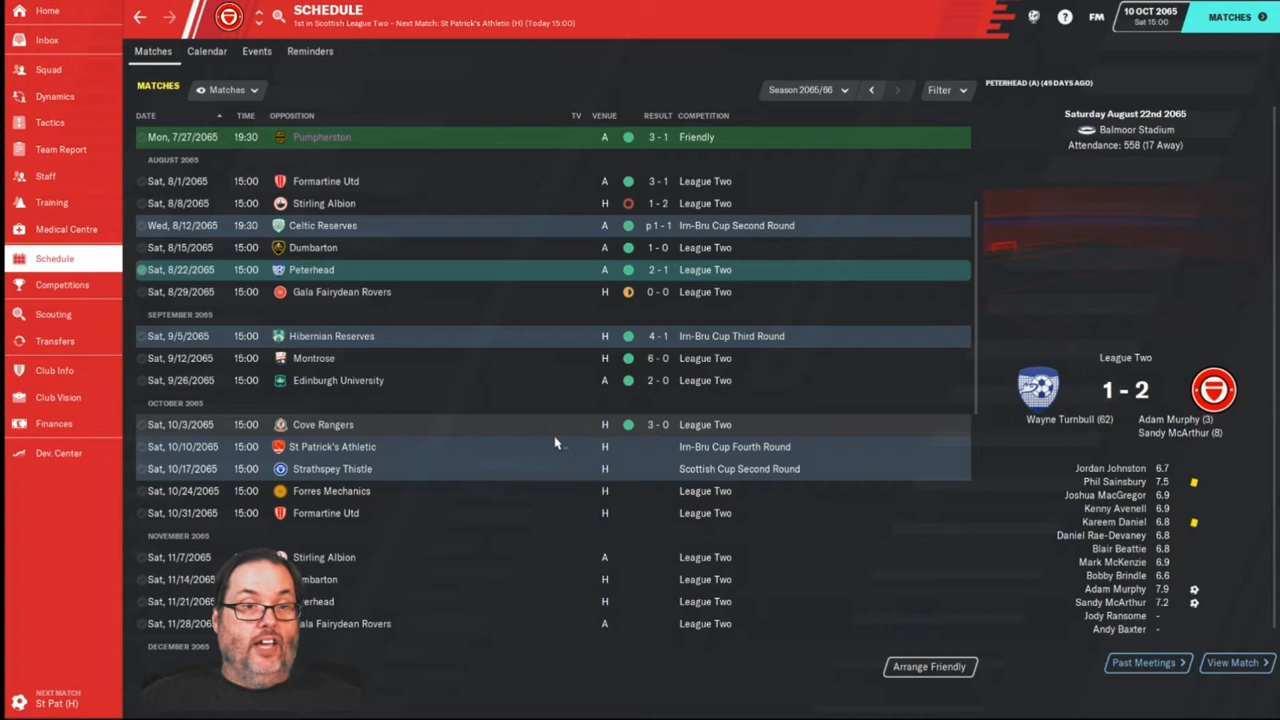 Home
Inbox
Squad
Dynamics
Tactics
Team Report
Staff
Training
Medical Centre
Schedule
Competitions
Scouting
Transfers
Club Info
Club Vision
Finances
Dev. Center
NEXT MATCH
St Pat (H)
SCHEDULE
1st in Scottish League Two - Next Match: St Patrick's Athletic (H) (Today 15:00)
FM
10 OCT 2065
Sat 15:00
MATCHES
Matches Calendar Events Reminders
MATCHES Matches Season 2065/66 Filter
DATE TIME OPPOSITION TV VENUE RESULT COMPETITION
Mon, 7/27/2065 19:30 Pumpherston A 3 - 1 Friendly
AUGUST 2065
Sat, 8/1/2065 15:00 Formartine Utd A 3 - 1 League Two
Sat, 8/8/2065 15:00 Stirling Albion H 1 - 2 League Two
Wed, 8/12/2065 19:30 Celtic Reserves A p 1 - 1 Irn-Bru Cup Second Round
Sat, 8/15/2065 15:00 Dumbarton A 1 - 0 League Two
Sat, 8/22/2065 15:00 Peterhead A 2 - 1 League Two
Sat, 8/29/2065 15:00 Gala Fairydean Rovers H 0 - 0 League Two
SEPTEMBER 2065
Sat, 9/5/2065 15:00 Hibernian Reserves H 4 - 1 Irn-Bru Cup Third Round
Sat, 9/12/2065 15:00 Montrose H 6 - 0 League Two
Sat, 9/26/2065 15:00 Edinburgh University A 2 - 0 League Two
OCTOBER 2065
Sat, 10/3/2065 15:00 Cove Rangers H 3 - 0 League Two
Sat, 10/10/2065 15:00 St Patrick's Athletic H Irn-Bru Cup Fourth Round
Sat, 10/17/2065 15:00 Strathspey Thistle H Scottish Cup Second Round
Sat, 10/24/2065 15:00 Forres Mechanics H League Two
Sat, 10/31/2065 15:00 Formartine Utd H League Two
NOVEMBER 2065
Sat, 11/7/2065 Stirling Albion A League Two
Sat, 11/14/2065 H League Two
Sat, 11/21/2065 H League Two
Sat, 11/28/2065 Fairydean Rovers A League Two
DECEMBER 2065
Arrange Friendly
PETERHEAD (A) (49 DAYS AGO)
Saturday August 22nd 2065
Balmoor Stadium
Attendance: 558 (17 Away)
League Two
1 - 2
Wayne Turnbull (62) Adam Murphy (3)
Sandy McArthur (8)
Jordan Johnston 6.7
Phil Sainsbury 7.5
Joshua MacGregor 6.9
Kenny Avenell 6.9
Kareem Daniel 6.8
Daniel Rae-Devaney 6.8
Blair Beattie 6.8
Mark McKenzie 6.9
Bobby Brindle 6.6
Adam Murphy 7.9
Sandy McArthur 7.2
Jody Ransome -
Andy Baxter -
Past Meetings View Match